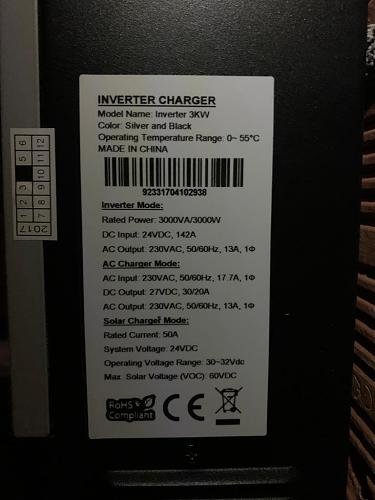 INVERTER CHARGER
Model Name: Inverter 3KW
Color: Silver and Black
Operating Temperature Range: 0~ 55°C
MADE IN CHINA
92331704102938
Inverter Mode:
Rated Power: 3000VA/3000W
DC Input: 24VDC, 142A
AC Output: 230VAC, 50/60Hz, 13A, 1Φ
AC Charger Mode:
AC Input: 230VAC, 50/60Hz, 17.7A, 1Φ
DC Output: 27VDC, 30/20A
AC Output: 230VAC, 50/60Hz, 13A, 1Φ
Solar Charger Mode:
Rated Current: 50A
System Voltage: 24VDC
Operating Voltage Range: 30~32Vdc
Max. Solar Voltage (VOC): 60VDC
RoHS
Compliant
CE
2017
1 2 3 5 6
7 8 9 10 11 12